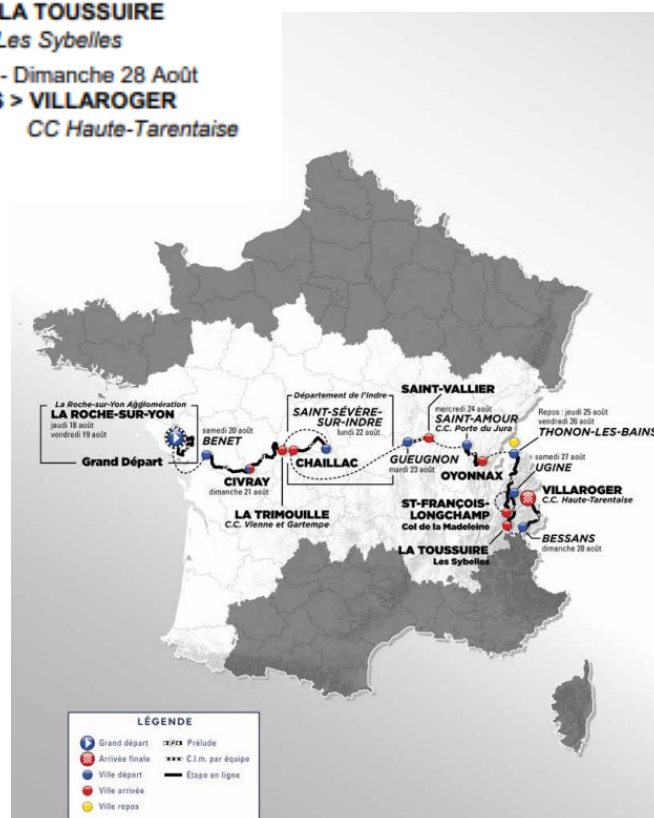 LA TOUSSUIRE
Les Sybelles
- Dimanche 28 Août
> VILLAROGER
CC Haute-Tarentaise
La Roche-sur-Yon Agglomération
LA ROCHE-SUR-YON
jeudi 18 août
vendredi 19 août
Grand Départ
samedi 20 août
BENET
CIVRAY
dimanche 21 août
LA TRIMOUILLE
C.C. Vienne et Gartempe
Département de l'Indre
SAINT-SÉVÈRE-
SUR-INDRE
lundi 22 août
CHAILLAC
SAINT-VALLIER
GUEUGNON
mardi 23 août
mercredi 24 août
SAINT-AMOUR
C.C. Porte du Jura
OYONNAX
Repos : jeudi 25 août
vendredi 26 août
THONON-LES-BAINS
samedi 27 août
UGINE
ST-FRANÇOIS-
LONGCHAMP
Col de la Madeleine
LA TOUSSUIRE
Les Sybelles
VILLAROGER
C.C. Haute-Tarentaise
BESSANS
dimanche 28 août
LÉGENDE
Grand départ
Arrivée finale
Ville départ
Ville arrivée
Ville repos
Prélude
C.l.m. par équipe
Étape en ligne